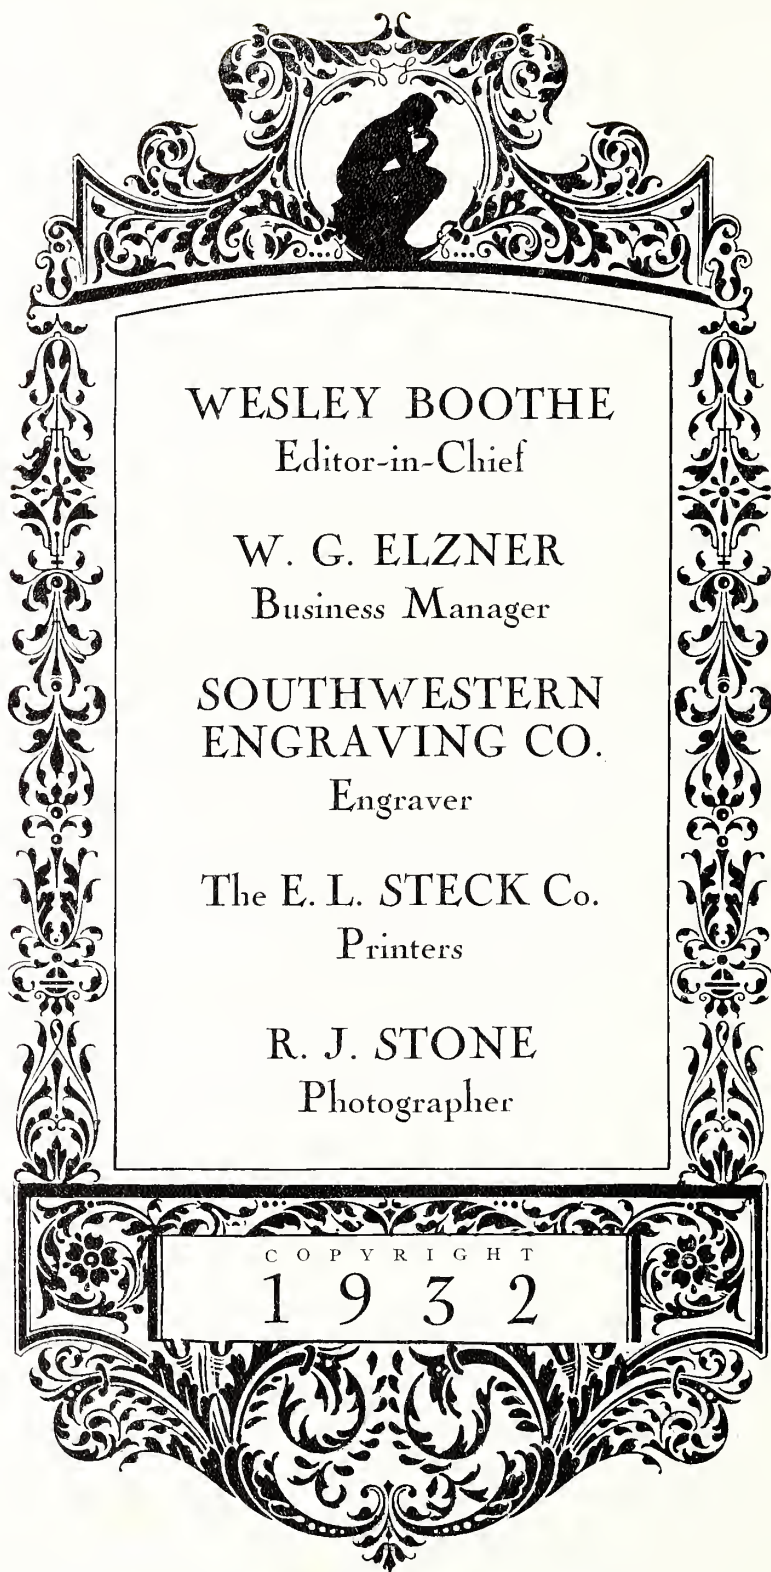 WESLEY BOOTHE
Editor-in-Chief
W. G. ELZNER
Business Manager
SOUTHWESTERN
ENGRAVING CO.
Engraver
The E. L. STECK Co.
Printers
R. J. STONE
Photographer
COPYRIGHT
1932